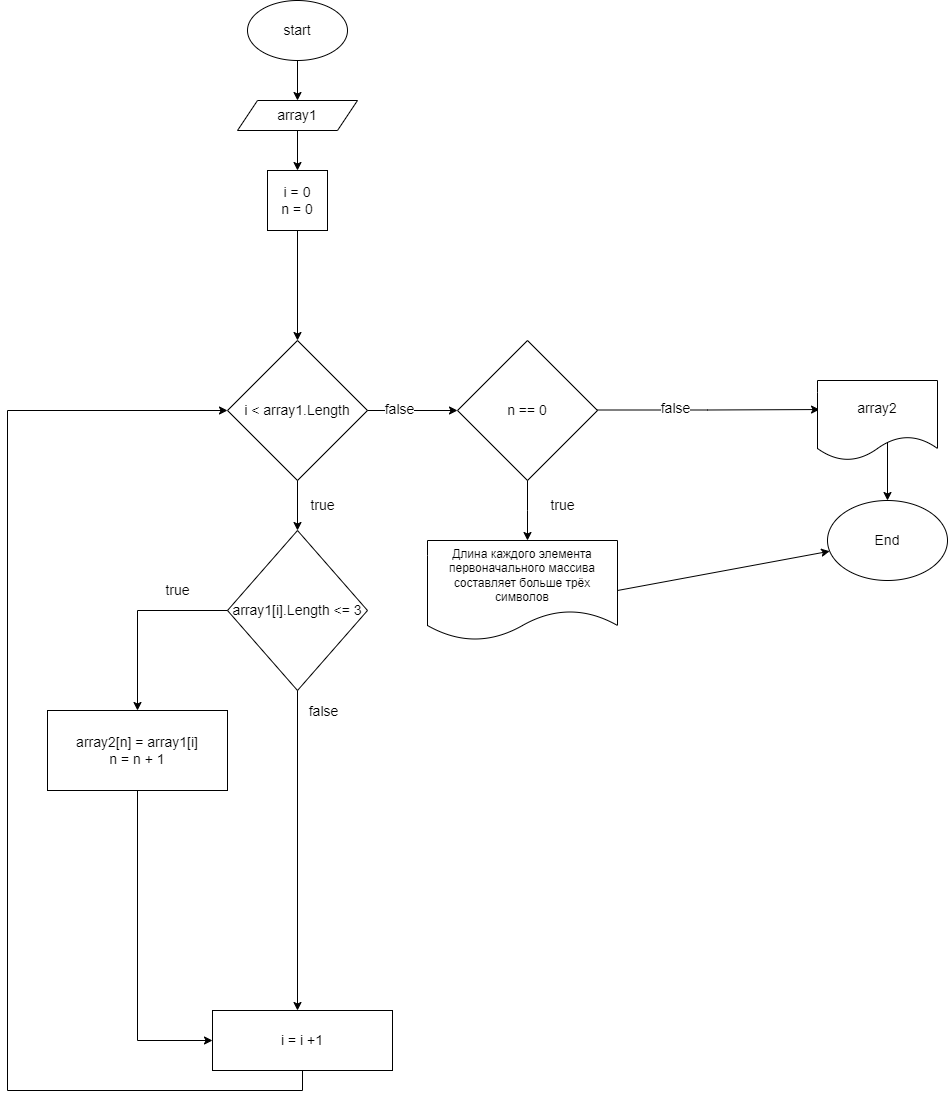 start
array1
i = 0
n = 0
i < array1.Length
false
n == 0
false
array2
true
true
End
Длина каждого элемента
первоначального массива
составляет больше трёх
символов
true
array1[i].Length <= 3
false
array2[n] = array1[i]
n = n + 1
i = i +1